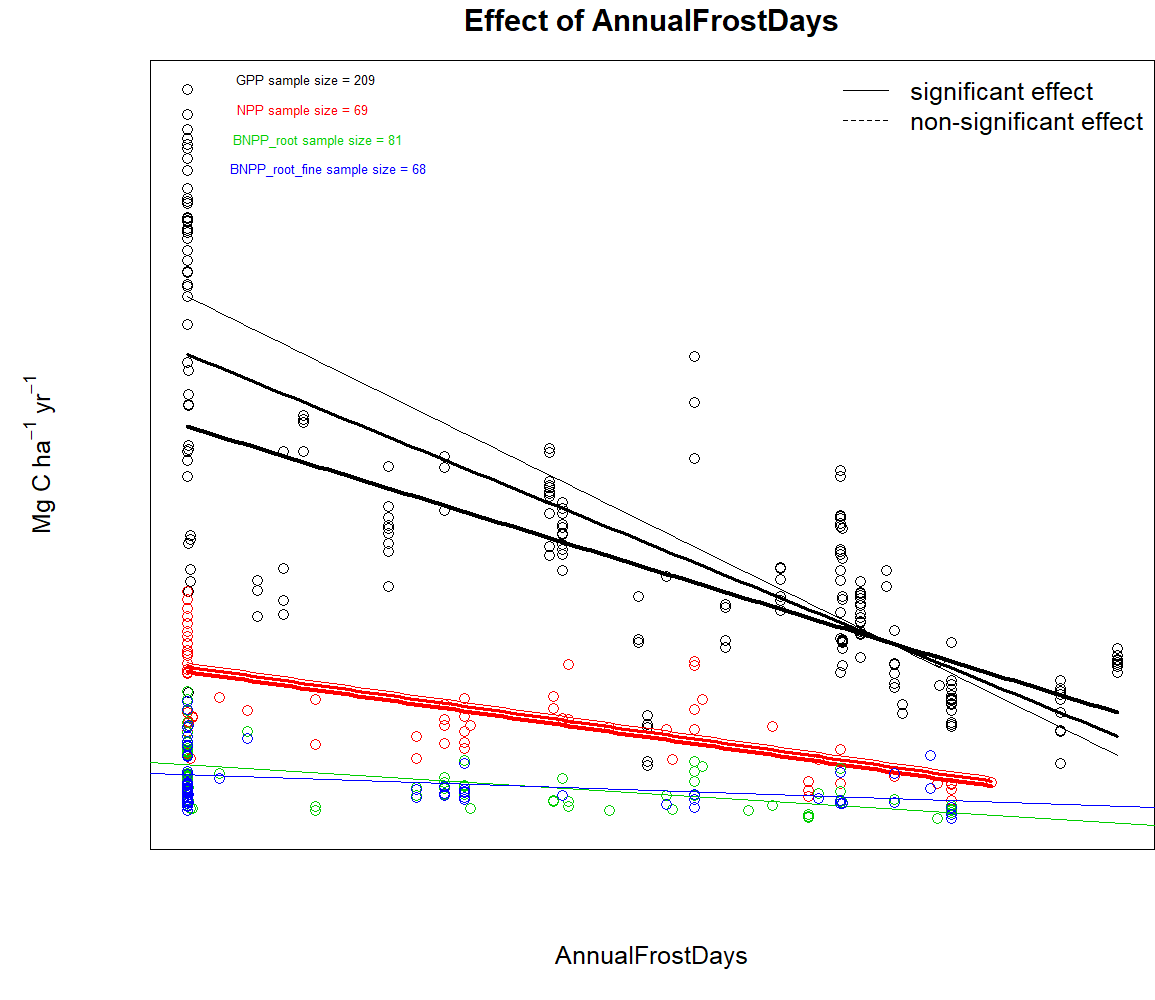 Effect of AnnualFrostDays
GPP sample size = 209
NPP sample size = 69
BNPP_root sample size = 81
BNPP_root_fine sample size = 68
significant effect
non-significant effect
Mg C ha⁻¹ yr⁻¹
AnnualFrostDays